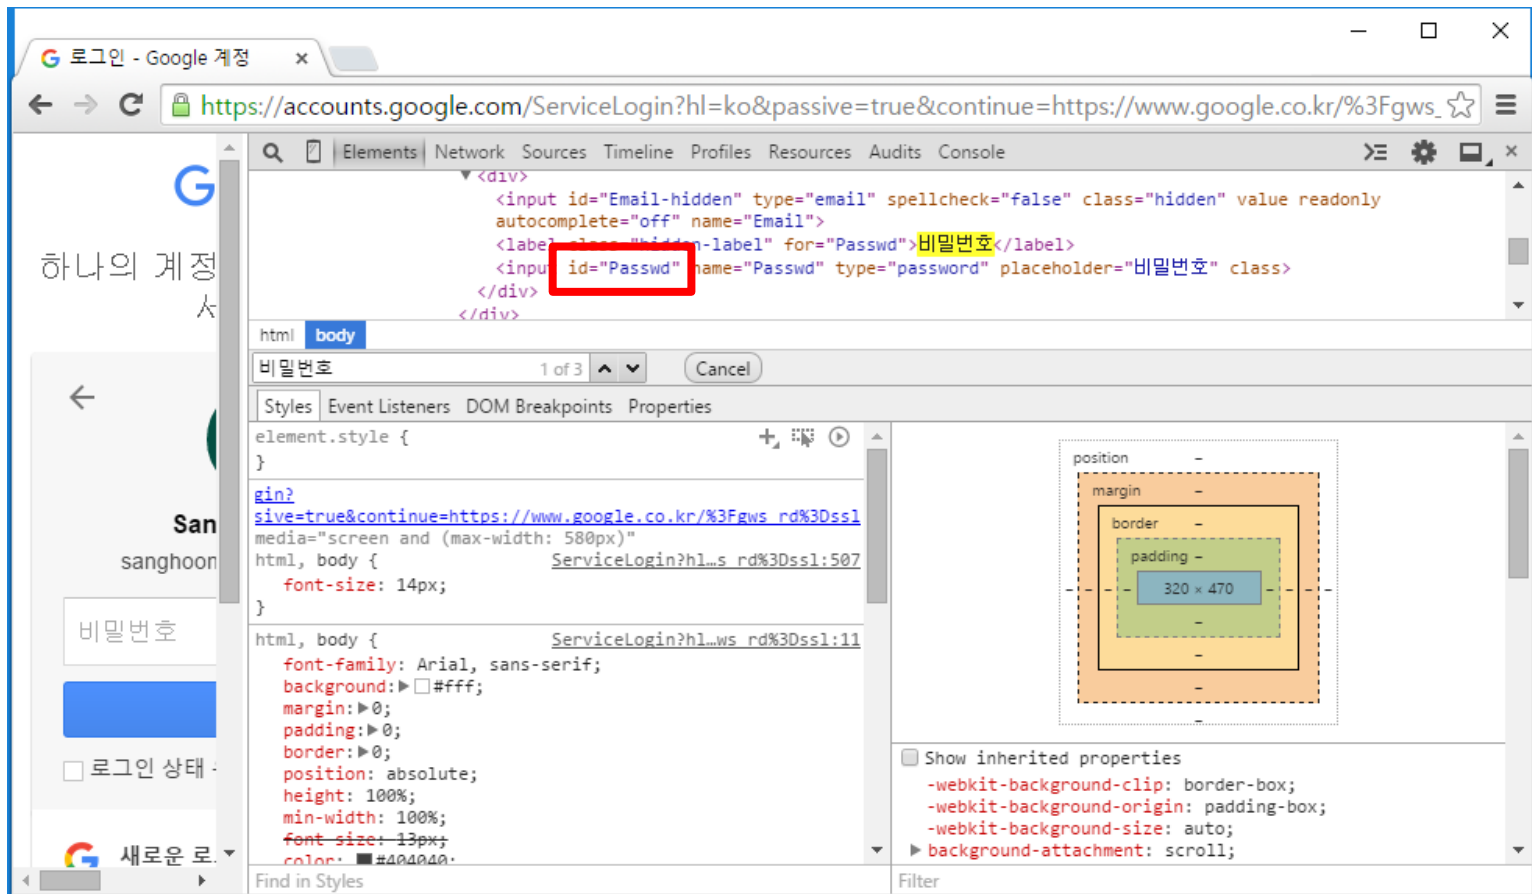 로그인 - Google 계정
https://accounts.google.com/ServiceLogin?hl=ko&passive=true&continue=https://www.google.co.kr/%3Fgws_
Elements Network Sources Timeline Profiles Resources Audits Console
<div>
<input id="Email-hidden" type="email" spellcheck="false" class="hidden" value readonly
autocomplete="off" name="Email">
<label class="hidden-label" for="Passwd">비밀번호</label>
<input id="Passwd" name="Passwd" type="password" placeholder="비밀번호" class>
</div>
</div>
html body
비밀번호 1 of 3 Cancel
Styles Event Listeners DOM Breakpoints Properties
element.style {
}
gin?
sive=true&continue=https://www.google.co.kr/%3Fgws_rd%3Dssl
media="screen and (max-width: 580px)"
html, body { ServiceLogin?hl…s_rd%3Dssl:507
font-size: 14px;
}
html, body { ServiceLogin?hl…ws_rd%3Dssl:11
font-family: Arial, sans-serif;
background: #fff;
margin: 0;
padding: 0;
border: 0;
position: absolute;
height: 100%;
min-width: 100%;
font-size: 13px;
color: #404040;
Find in Styles
position -
margin -
border -
padding -
- - - - 320 × 470 - - - -
-
-
-
-
Show inherited properties
-webkit-background-clip: border-box;
-webkit-background-origin: padding-box;
-webkit-background-size: auto;
background-attachment: scroll;
Filter
G
하나의 계정
서
San
sanghoon
비밀번호
로그인 상태
새로운 로